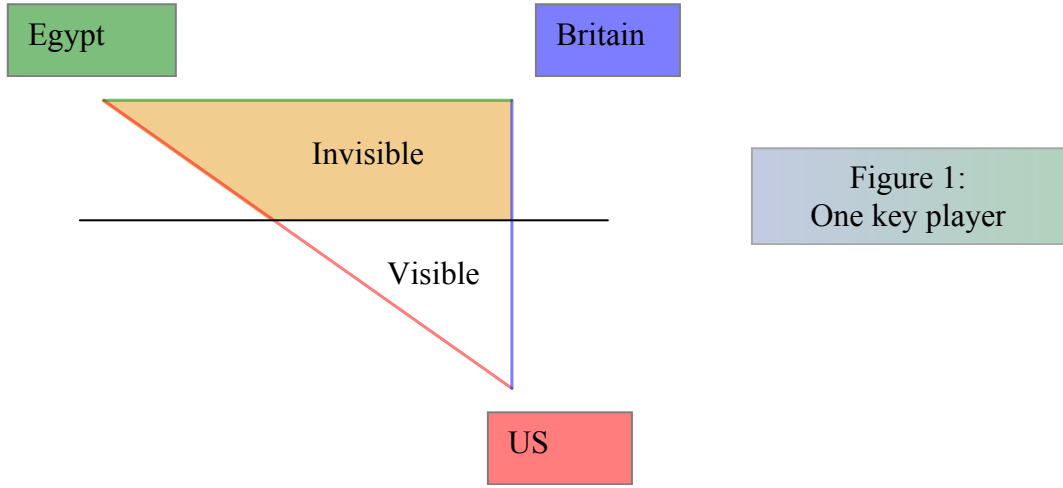 Egypt
Britain
Invisible
Figure 1:
One key player
Visible
US